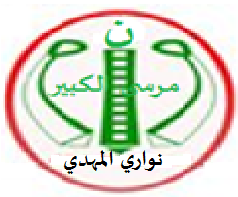 ن
مرسى الكبير
نواري المهدي